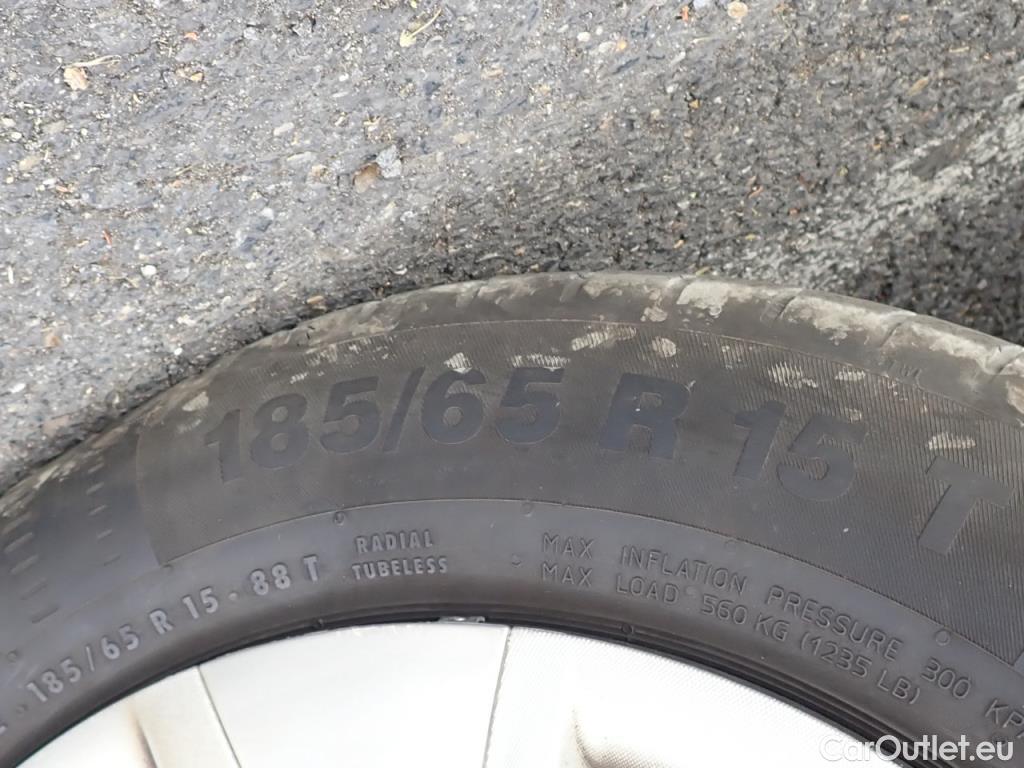 185/65 R 15 T
185/65 R 15 · 88 T
RADIAL
TUBELESS
MAX INFLATION PRESSURE 300
MAX LOAD 560 KG (1235 LB)
CarOutlet.eu